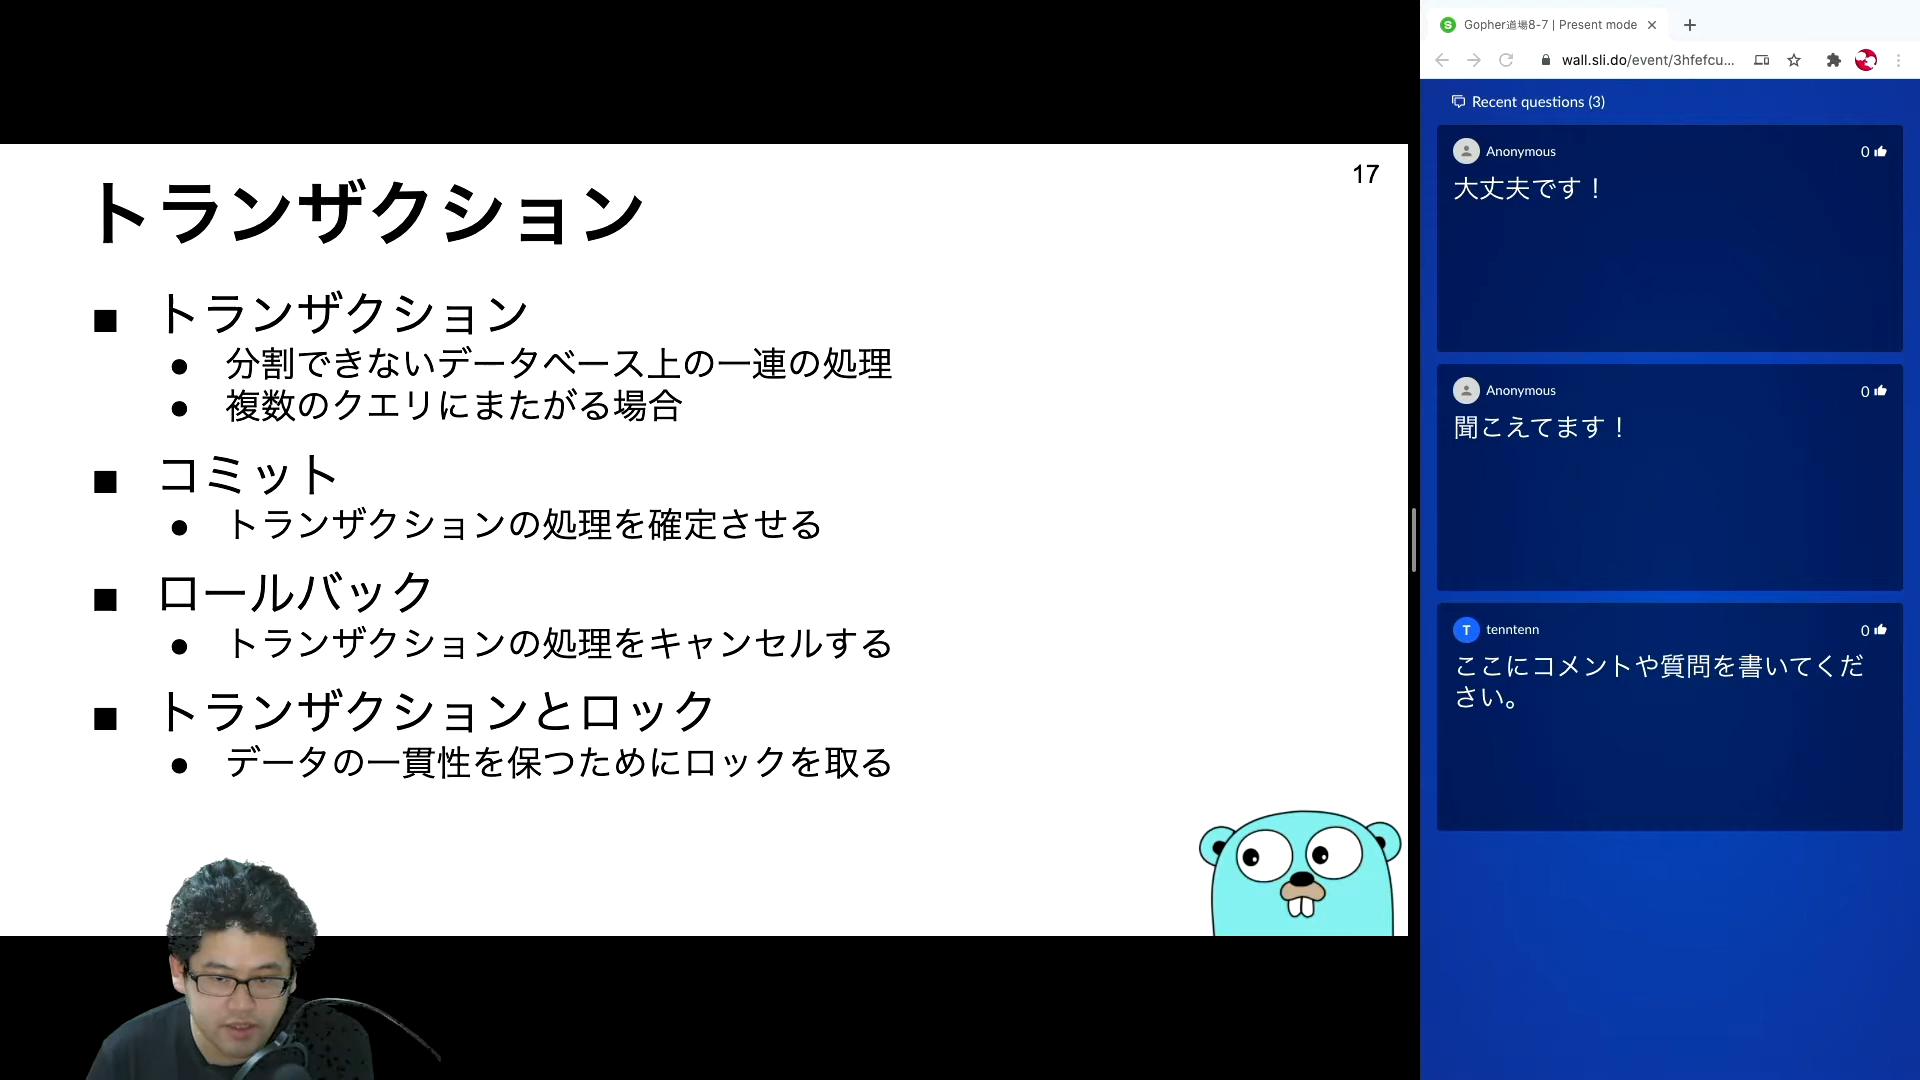 17
トランザクション
■ トランザクション
● 分割できないデータベース上の一連の処理
● 複数のクエリにまたがる場合
■ コミット
● トランザクションの処理を確定させる
■ ロールバック
● トランザクションの処理をキャンセルする
■ トランザクションとロック
● データの一貫性を保つためにロックを取る
S Gopher道場8-7 | Present mode
wall.sli.do/event/3hfefcu...
Recent questions (3)
Anonymous 0
大丈夫です！
Anonymous 0
聞こえてます！
T tenntenn 0
ここにコメントや質問を書いてくだ
さい。